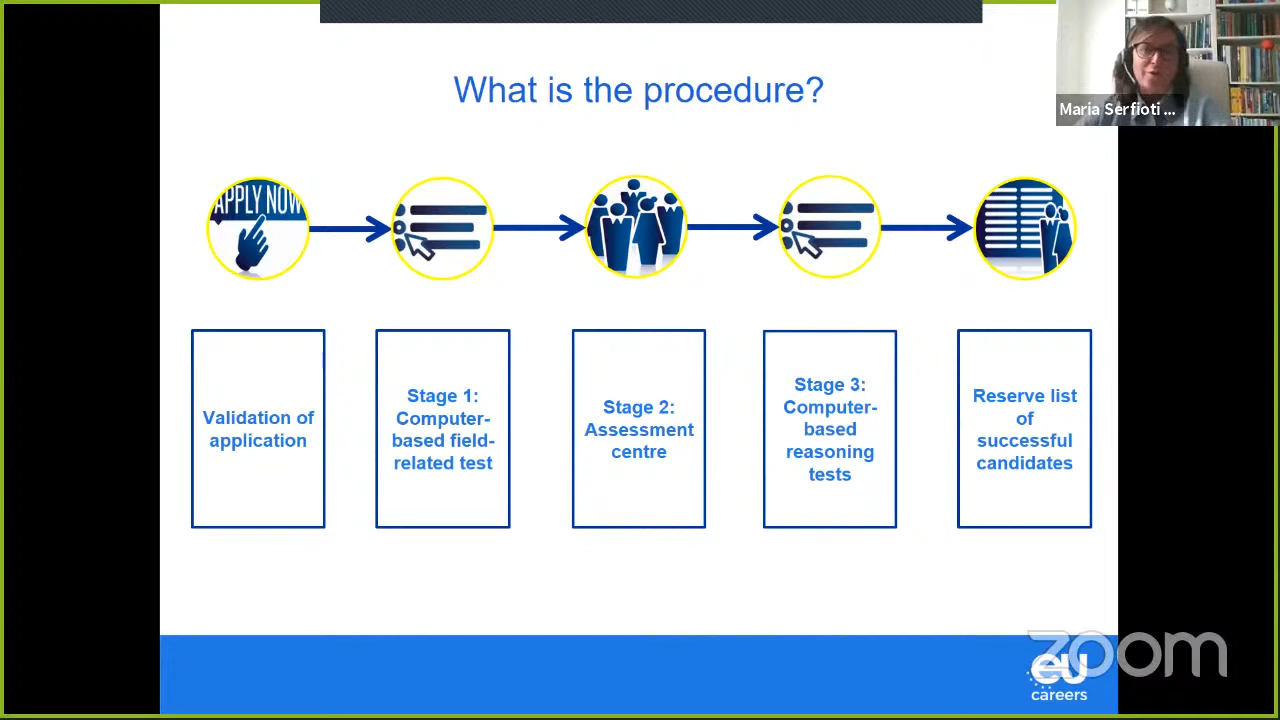 What is the procedure?
Maria Serfioti ...
APPLY NOW
Validation of
application
Stage 1:
Computer-
based field-
related test
Stage 2:
Assessment
centre
Stage 3:
Computer-
based
reasoning
tests
Reserve list
of
successful
candidates
zoom
eu
careers